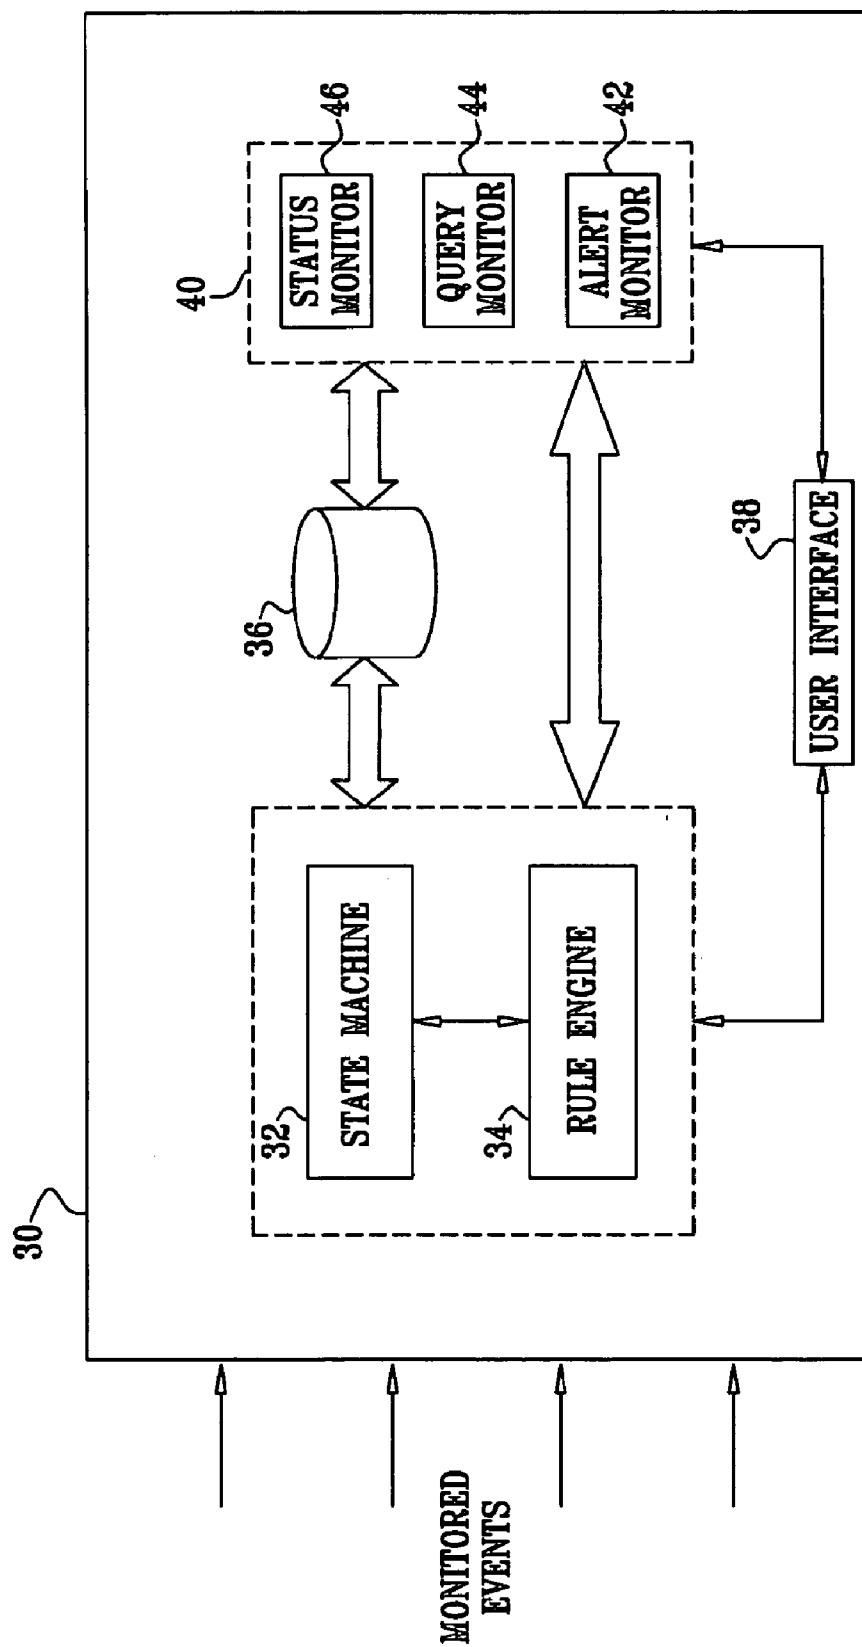 MONITORED
EVENTS
30
32
STATE MACHINE
34
RULE ENGINE
36
38
USER INTERFACE
40
STATUS
MONITOR
46
QUERY
MONITOR
44
ALERT
MONITOR
42